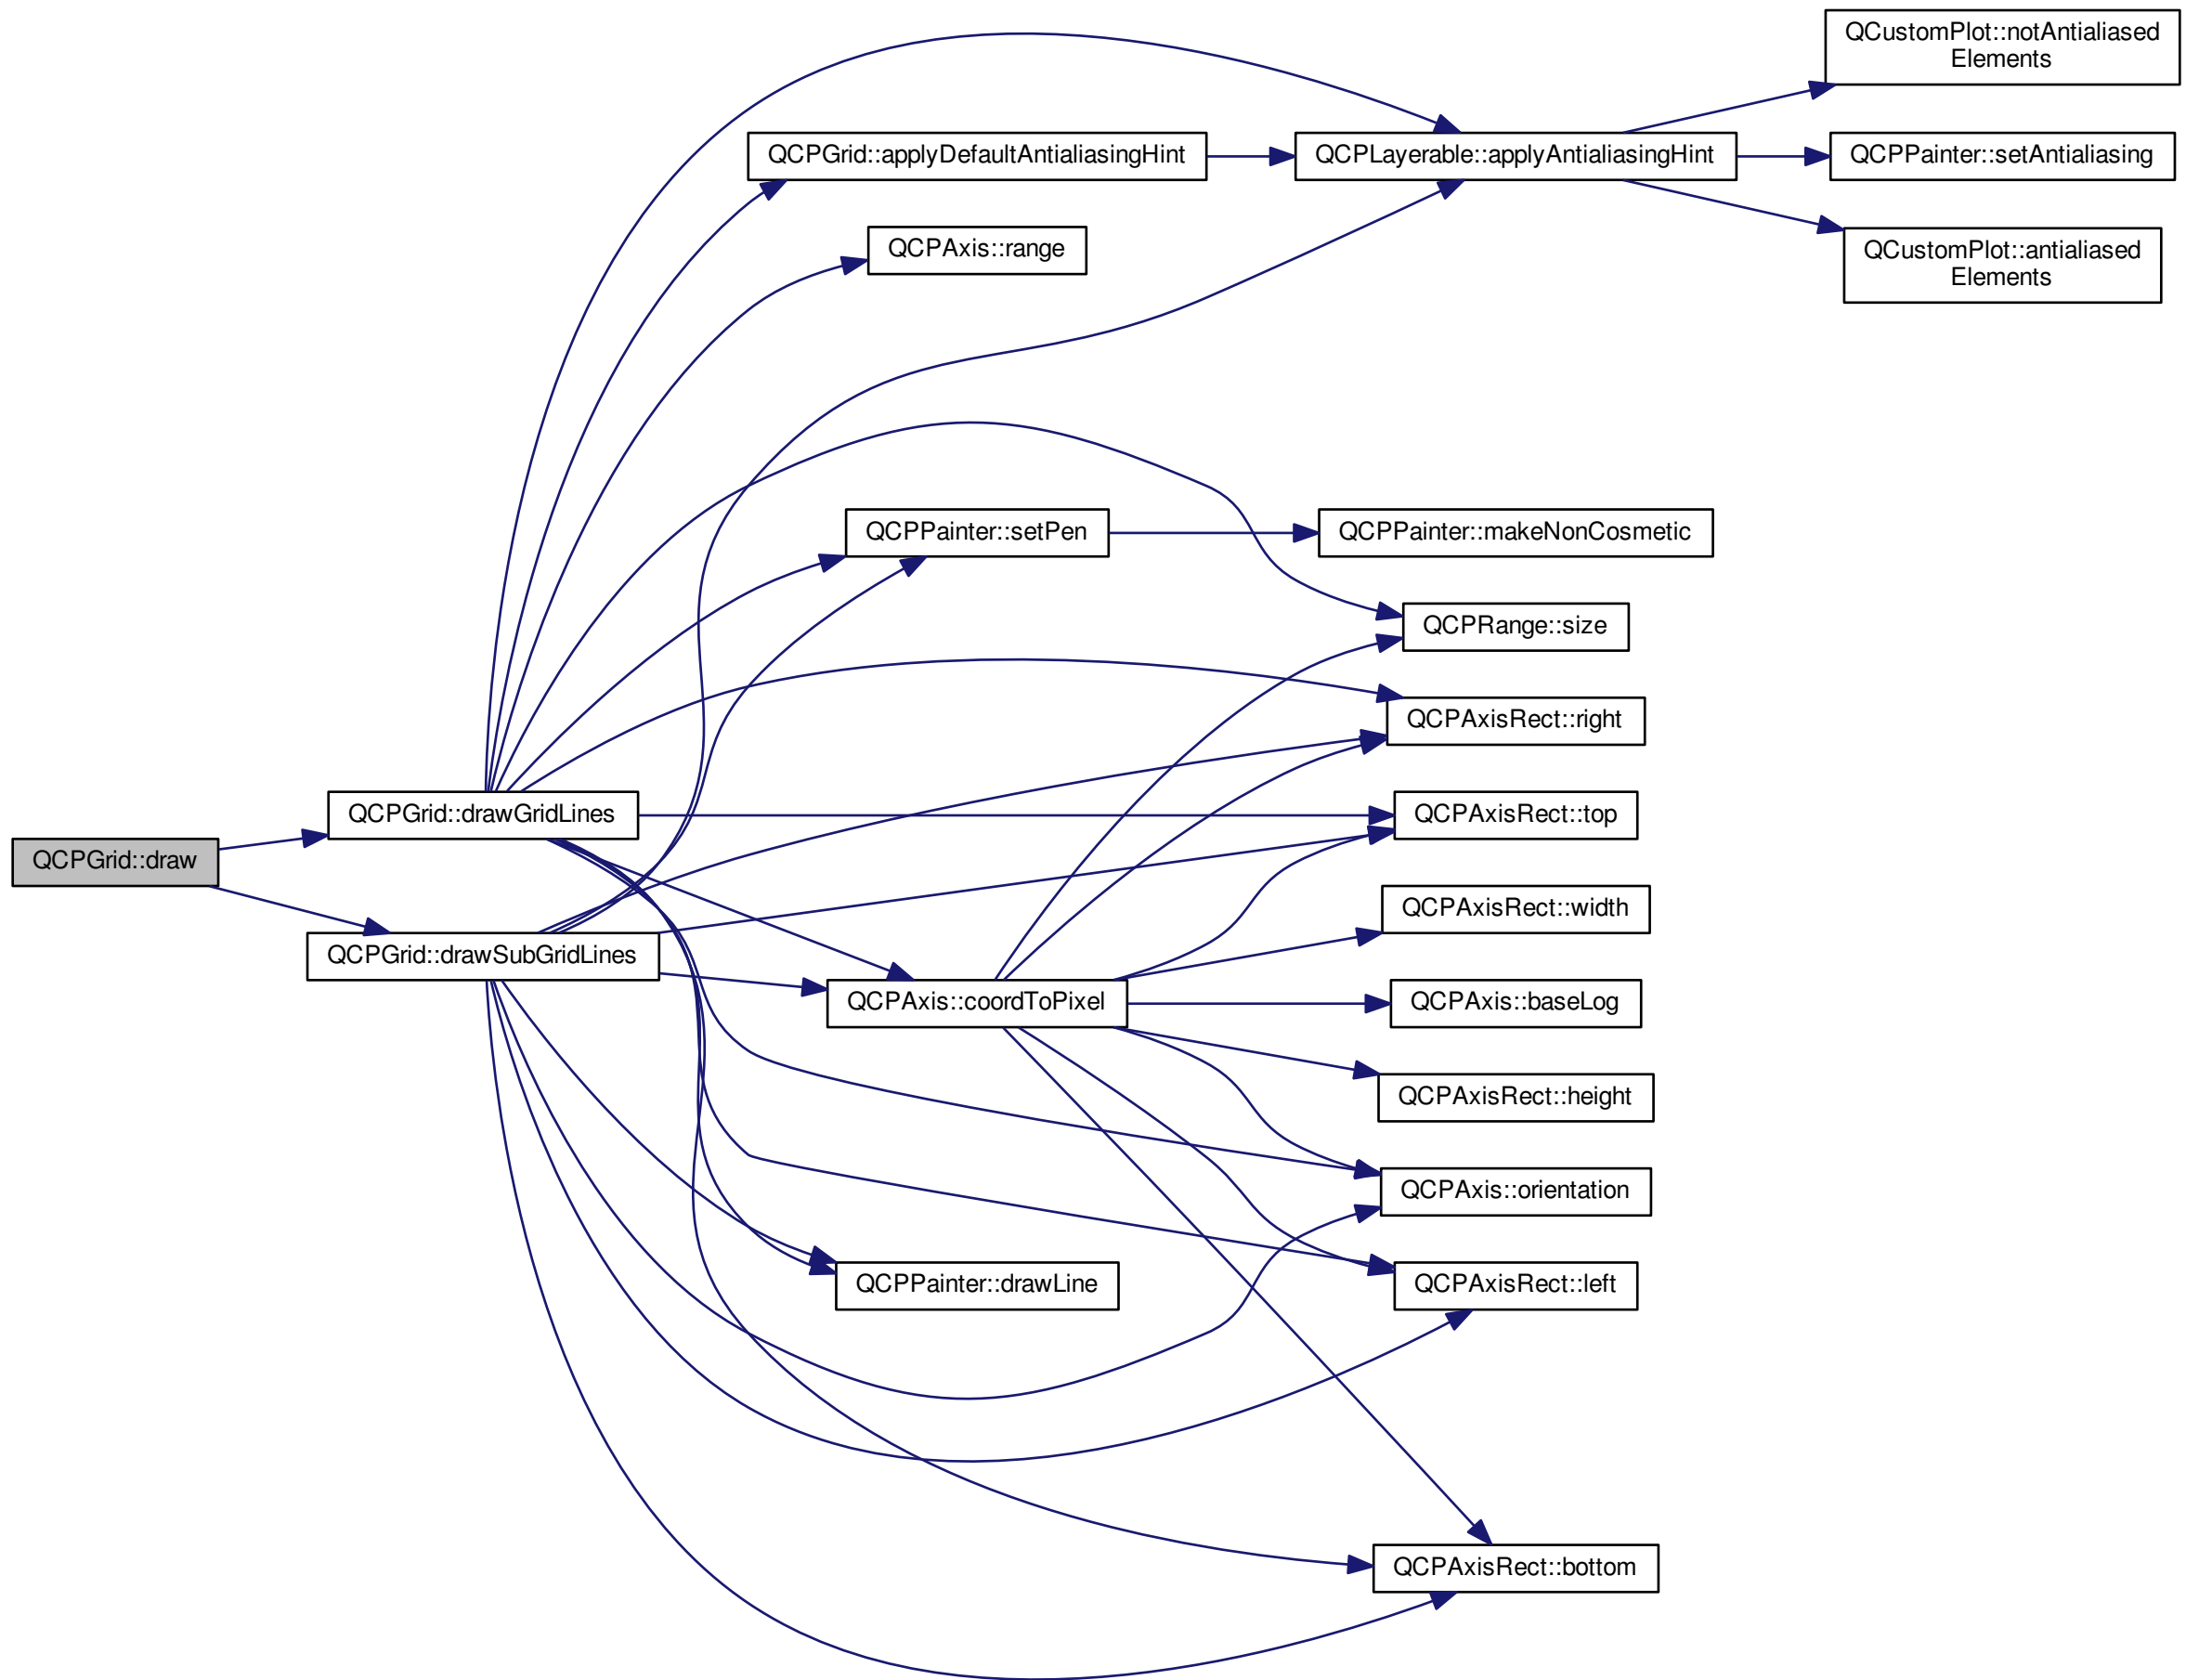 QCustomPlot::notAntialiased
Elements
QCPGrid::applyDefaultAntialiasingHint
QCPLayerable::applyAntialiasingHint
QCPPainter::setAntialiasing
QCPAxis::range
QCustomPlot::antialiased
Elements
QCPPainter::setPen
QCPPainter::makeNonCosmetic
QCPRange::size
QCPAxisRect::right
QCPGrid::drawGridLines
QCPAxisRect::top
QCPGrid::draw
QCPAxisRect::width
QCPGrid::drawSubGridLines
QCPAxis::coordToPixel
QCPAxis::baseLog
QCPAxisRect::height
QCPAxis::orientation
QCPPainter::drawLine
QCPAxisRect::left
QCPAxisRect::bottom